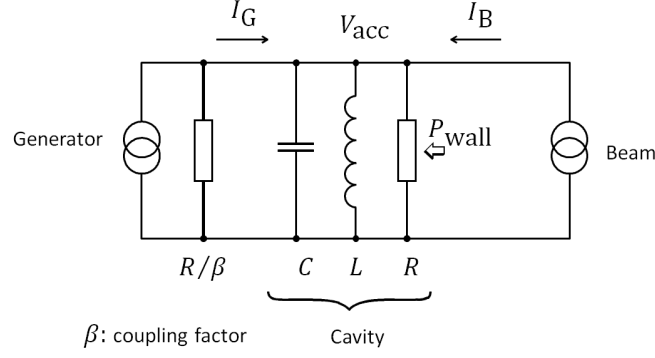 I_G
V_acc
I_B
Generator
P_wall
Beam
R/β
C
L
R
β: coupling factor
Cavity